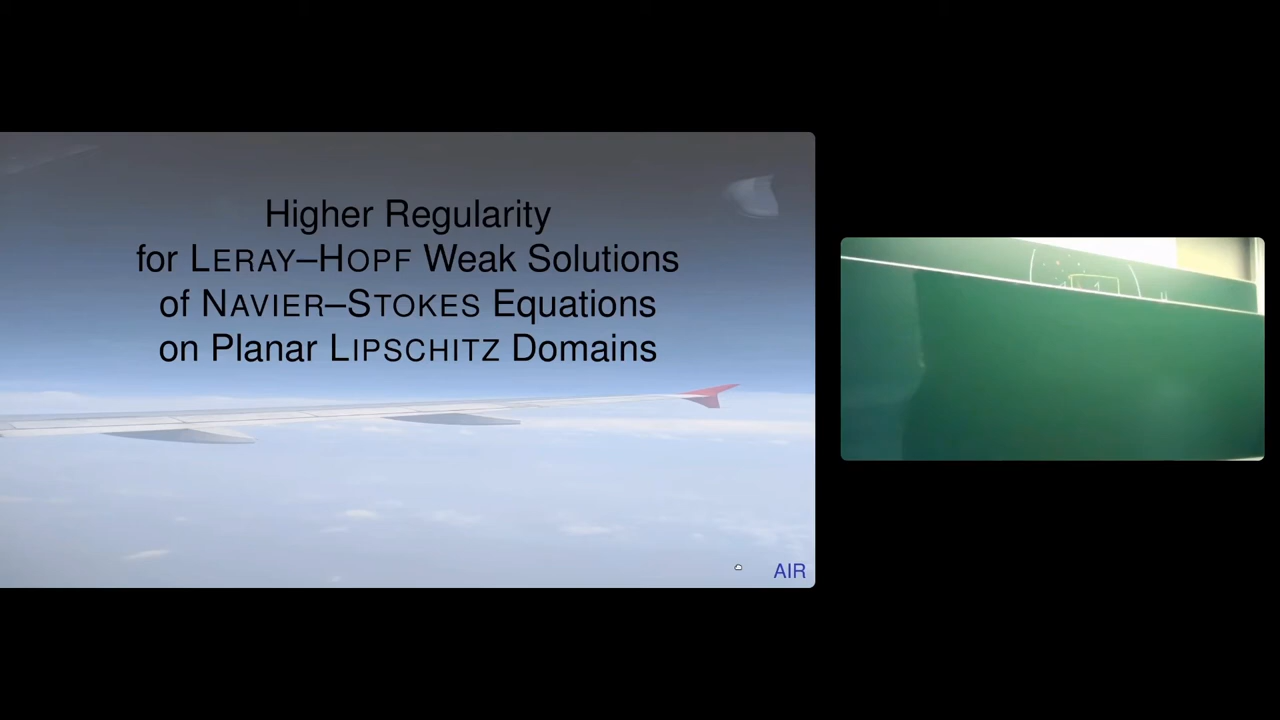 Higher Regularity
for LERAY–HOPF Weak Solutions
of NAVIER–STOKES Equations
on Planar LIPSCHITZ Domains
AIR